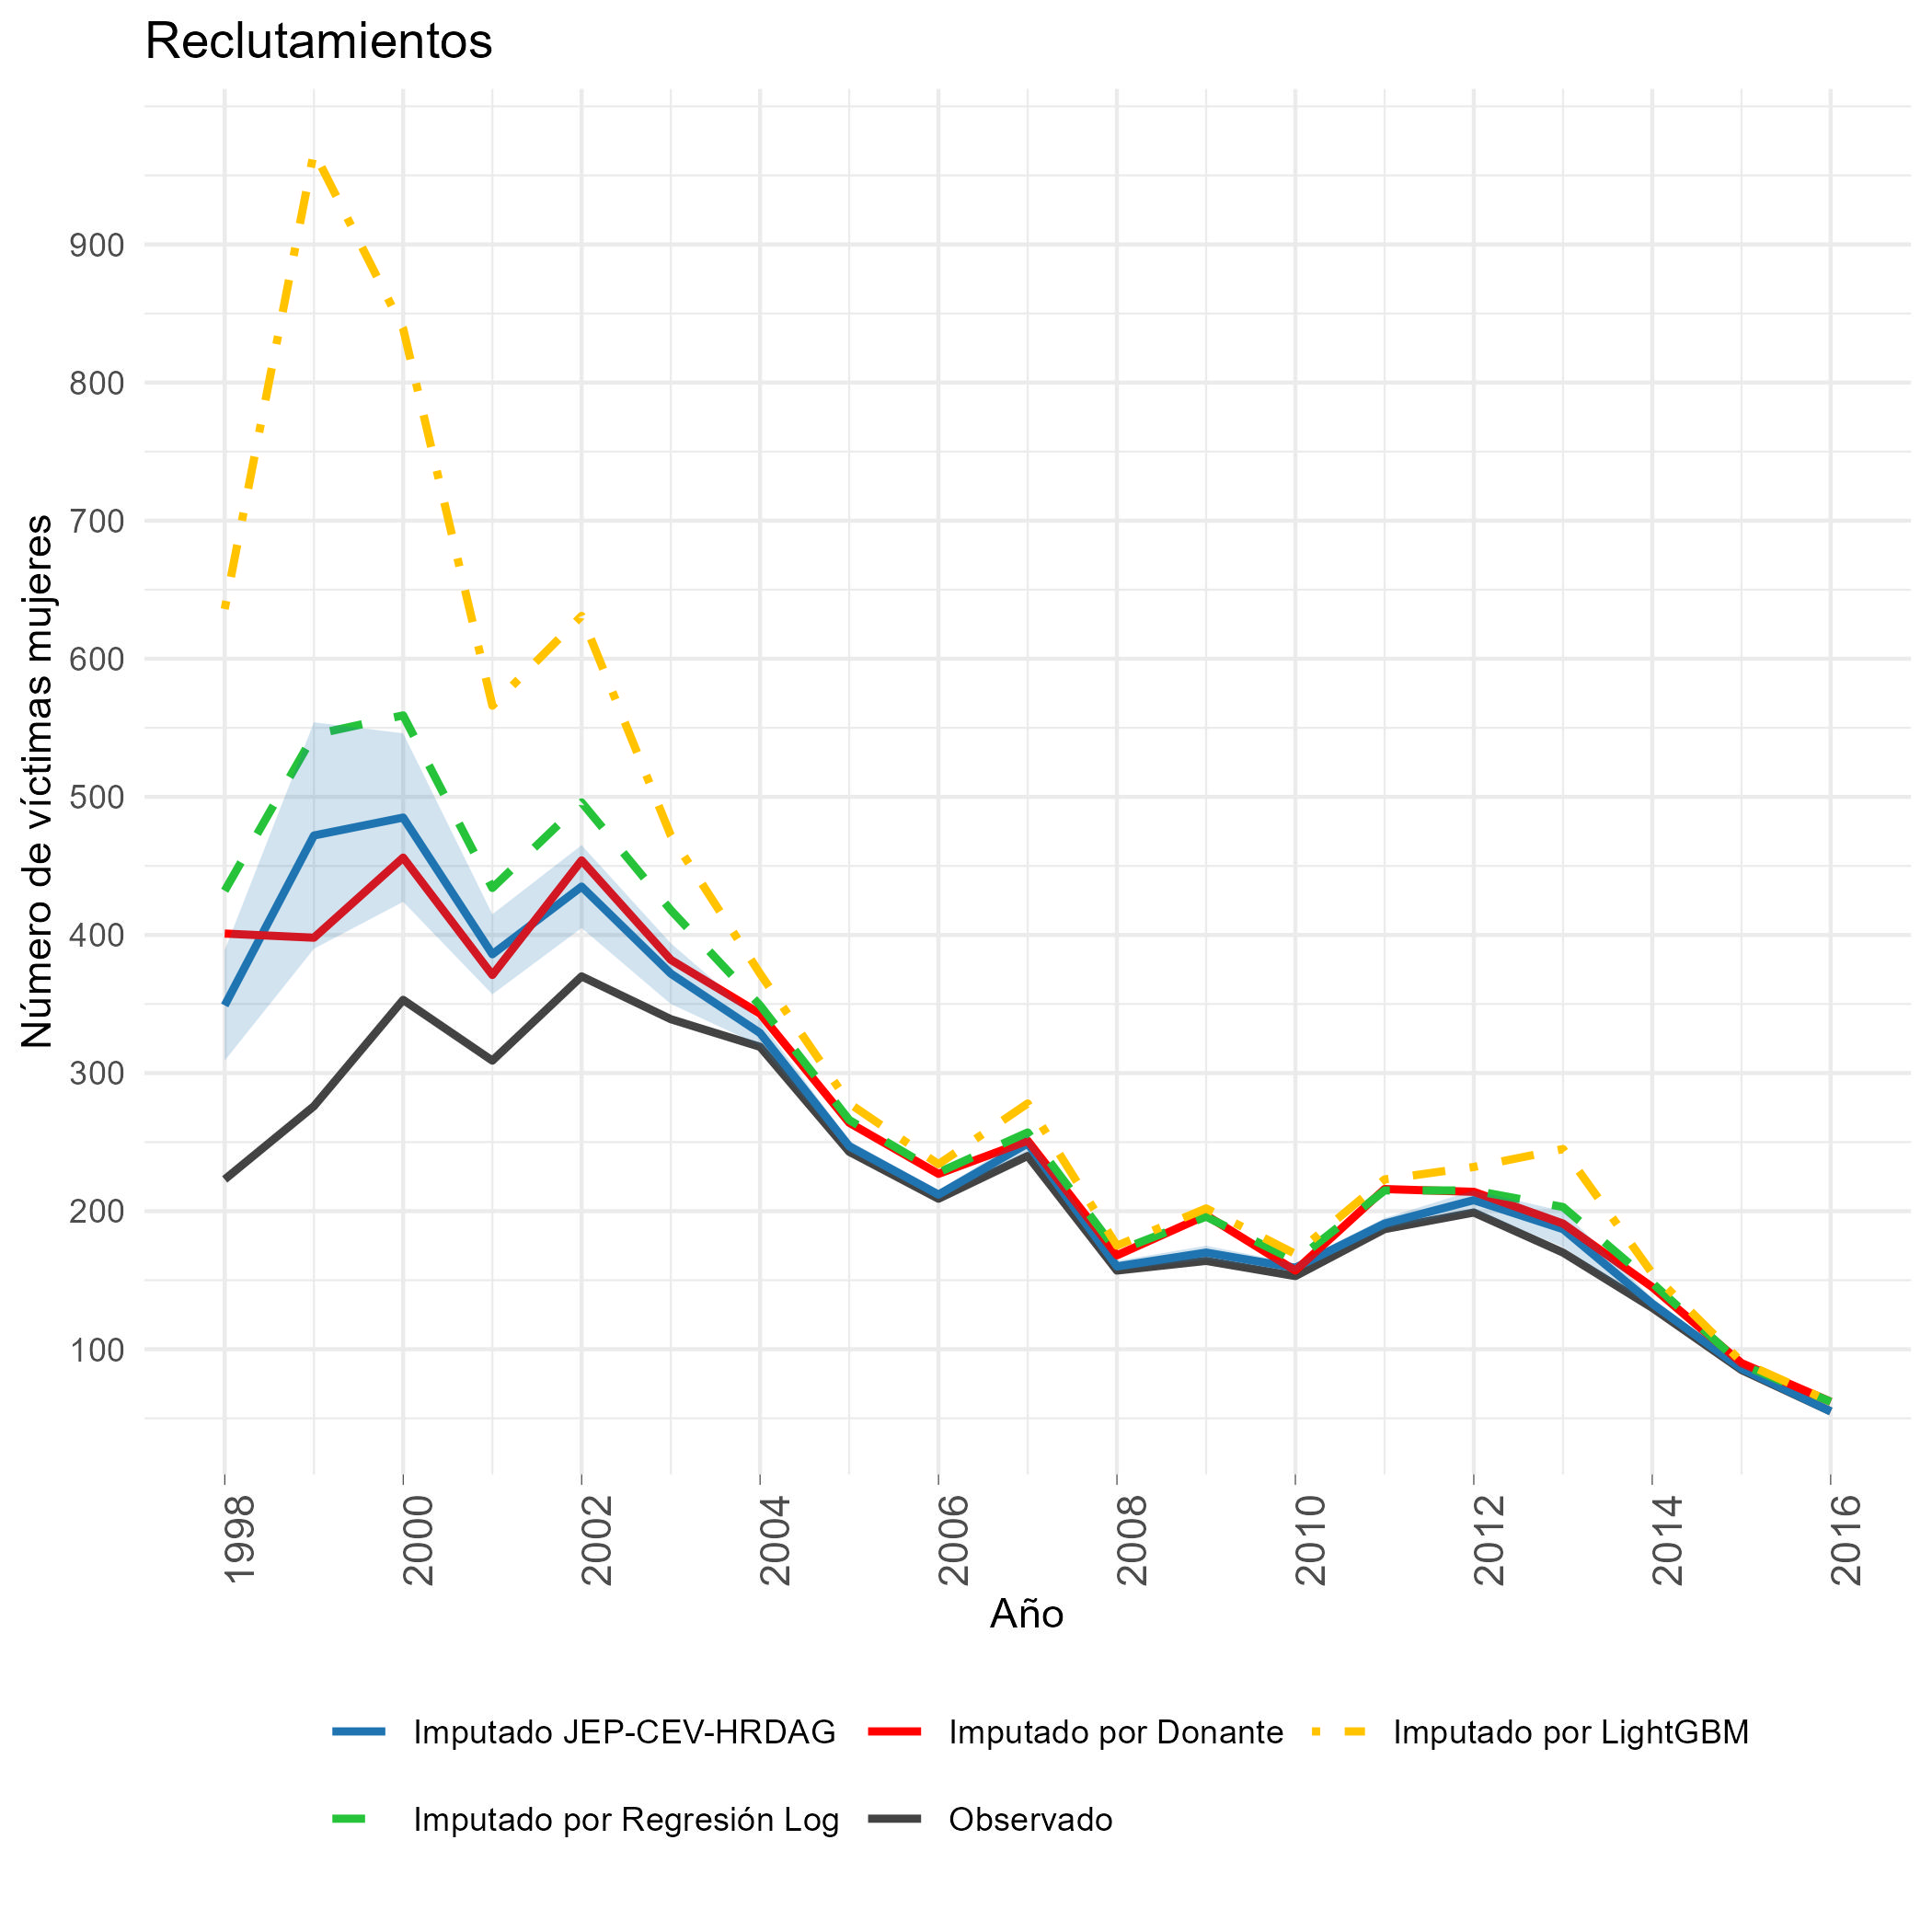 Reclutamientos
Número de víctimas mujeres
900
800
700
600
500
400
300
200
100
1998
2000
2002
2004
2006
2008
2010
2012
2014
2016
Año
Imputado JEP-CEV-HRDAG
Imputado por Donante
Imputado por LightGBM
Imputado por Regresión Log
Observado